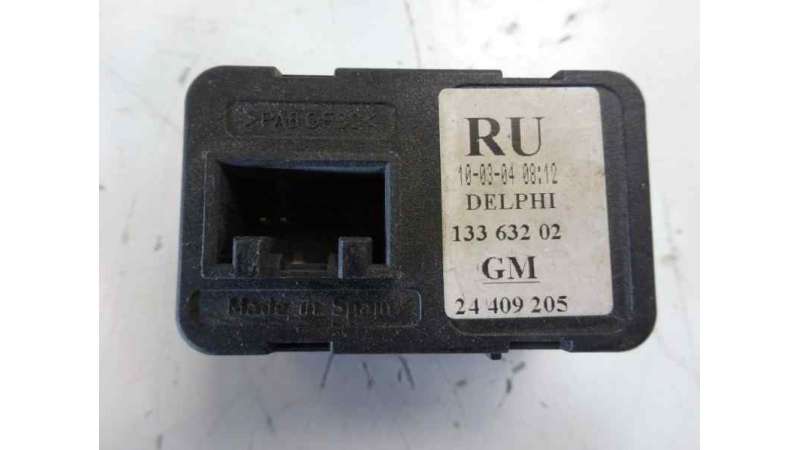 RU
10-03-04 08:12
DELPHI
133 632 02
GM
24 409 205
Made in Spain